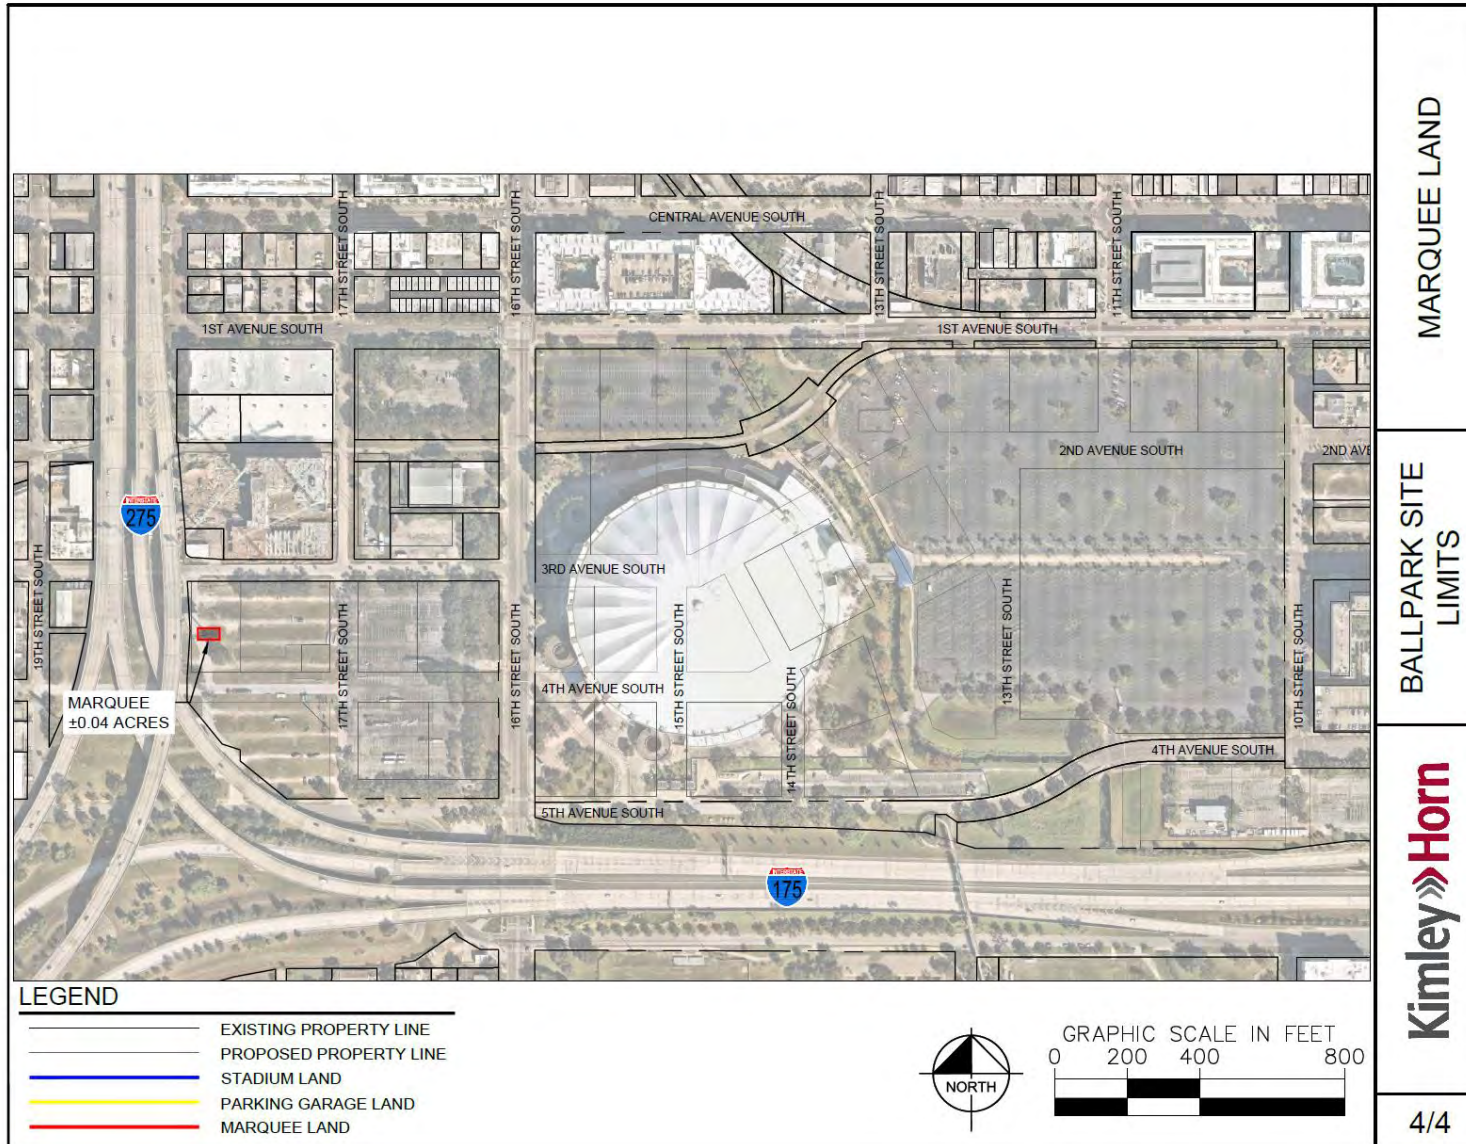 CENTRAL AVENUE SOUTH
17TH STREET SOUTH
16TH STREET SOUTH
13TH STREET SOUTH
11TH STREET SOUTH
1ST AVENUE SOUTH
1ST AVENUE SOUTH
2ND AVENUE SOUTH
2ND AVE
INTERSTATE
275
3RD AVENUE SOUTH
19TH STREET SOUTH
17TH STREET SOUTH
16TH STREET SOUTH
15TH STREET SOUTH
14TH STREET SOUTH
13TH STREET SOUTH
10TH STREET SOUTH
4TH AVENUE SOUTH
MARQUEE
±0.04 ACRES
4TH AVENUE SOUTH
5TH AVENUE SOUTH
INTERSTATE
175
LEGEND
EXISTING PROPERTY LINE
PROPOSED PROPERTY LINE
STADIUM LAND
PARKING GARAGE LAND
MARQUEE LAND
NORTH
GRAPHIC SCALE IN FEET
0 200 400 800
MARQUEE LAND
BALLPARK SITE
LIMITS
Kimley»Horn
4/4